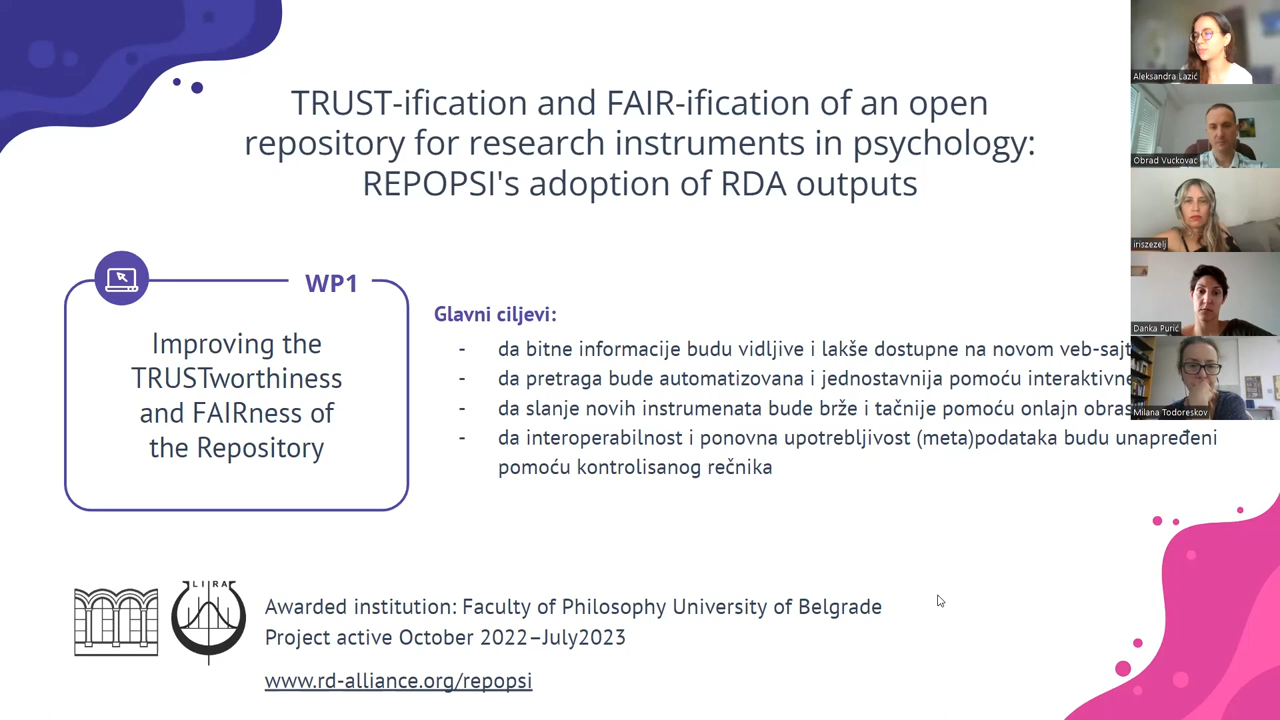 TRUST-ification and FAIR-ification of an open
repository for research instruments in psychology:
REPOPSI's adoption of RDA outputs
WP1
Improving the
TRUSTworthiness
and FAIRness of
the Repository
Glavni ciljevi:
- da bitne informacije budu vidljive i lakše dostupne na novom
- da pretraga bude automatizovana i jednostavnija pomoću
- da slanje novih instrumenata bude brže i tačnije pomoću onlajn
- da interoperabilnost i ponovna upotrebljivost (meta)podataka budu unapređeni
pomoću kontrolisanog rečnika
LIRA
Awarded institution: Faculty of Philosophy University of Belgrade
Project active October 2022–July2023
www.rd-alliance.org/repopsi
Aleksandra Lazić
Obrad Vuckovac
iriszezelj
Danka Purić
Milana Todoreskov